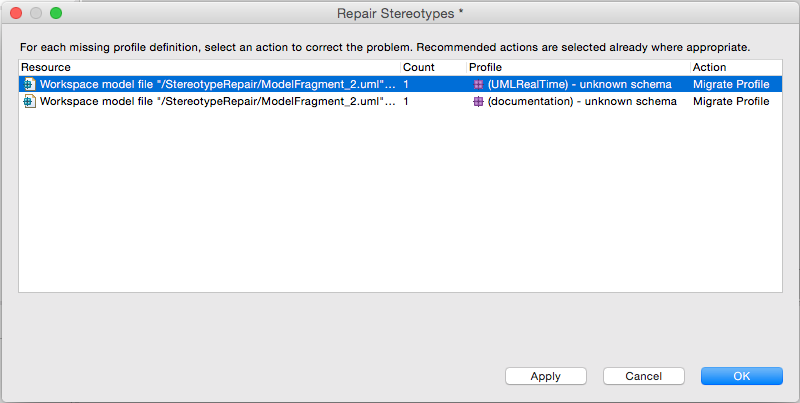 Repair Stereotypes *
For each missing profile definition, select an action to correct the problem. Recommended actions are selected already where appropriate.
Resource Count Profile Action
Workspace model file "/StereotypeRepair/ModelFragment_2.uml"... 1 (UMLRealTime) - unknown schema Migrate Profile
Workspace model file "/StereotypeRepair/ModelFragment_2.uml"... 1 (documentation) - unknown schema Migrate Profile
Apply Cancel OK